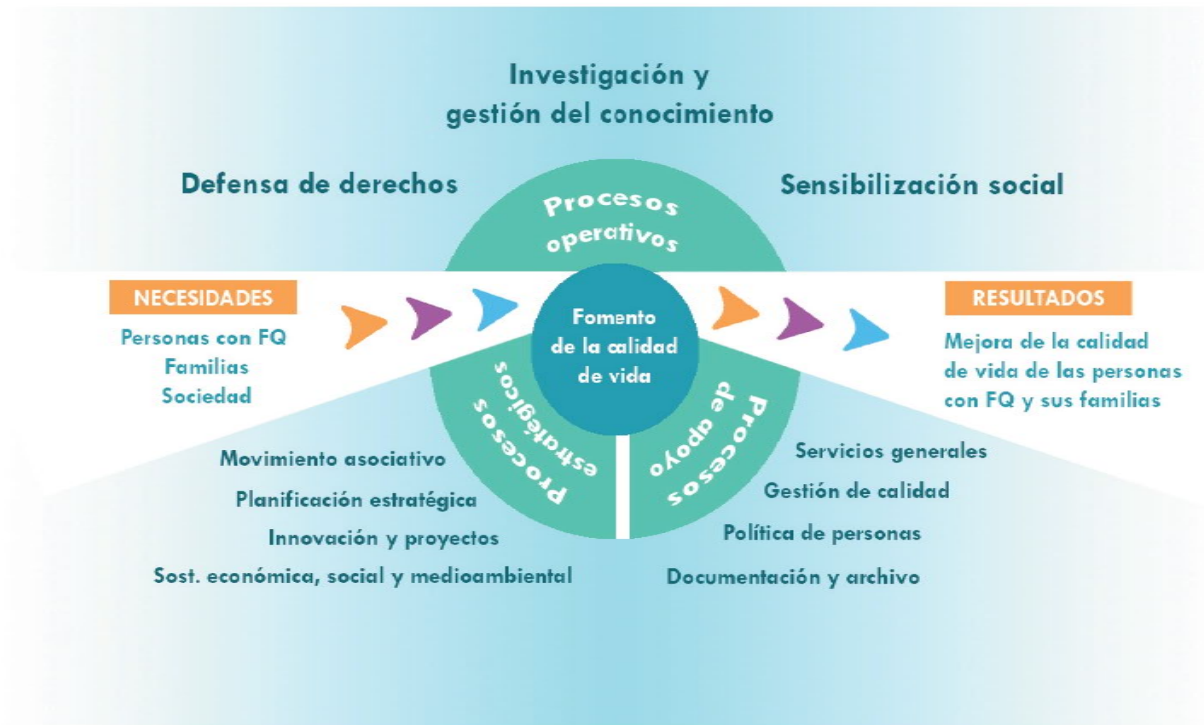 Investigación y
gestión del conocimiento
Defensa de derechos
Sensibilización social
Procesos
operativos
NECESIDADES
Personas con FQ
Familias
Sociedad
Fomento
de la calidad
de vida
RESULTADOS
Mejora de la calidad
de vida de las personas
con FQ y sus familias
Procesos
estratégicos
Procesos
de apoyo
Movimiento asociativo
Planificación estratégica
Innovación y proyectos
Sost. económica, social y medioambiental
Servicios generales
Gestión de calidad
Política de personas
Documentación y archivo